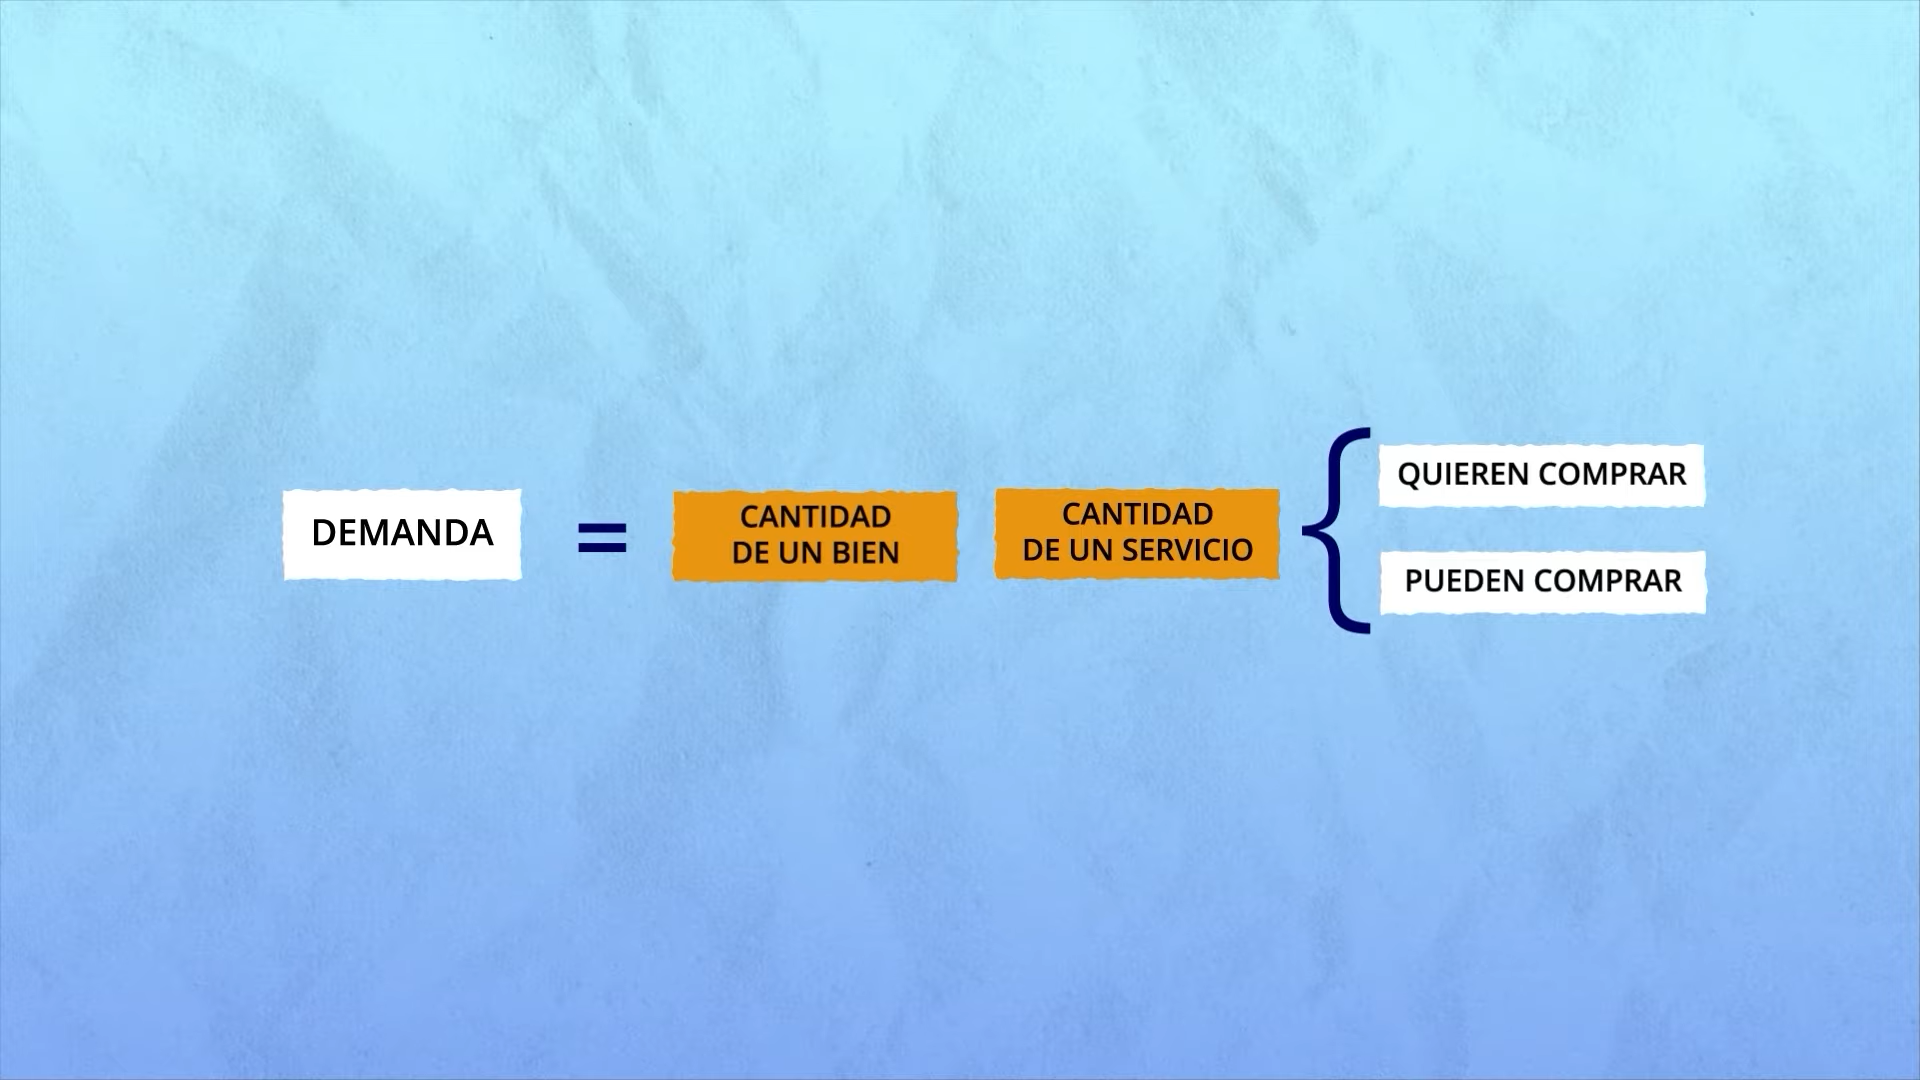 DEMANDA
=
CANTIDAD
DE UN BIEN
CANTIDAD
DE UN SERVICIO
{
QUIEREN COMPRAR
PUEDEN COMPRAR